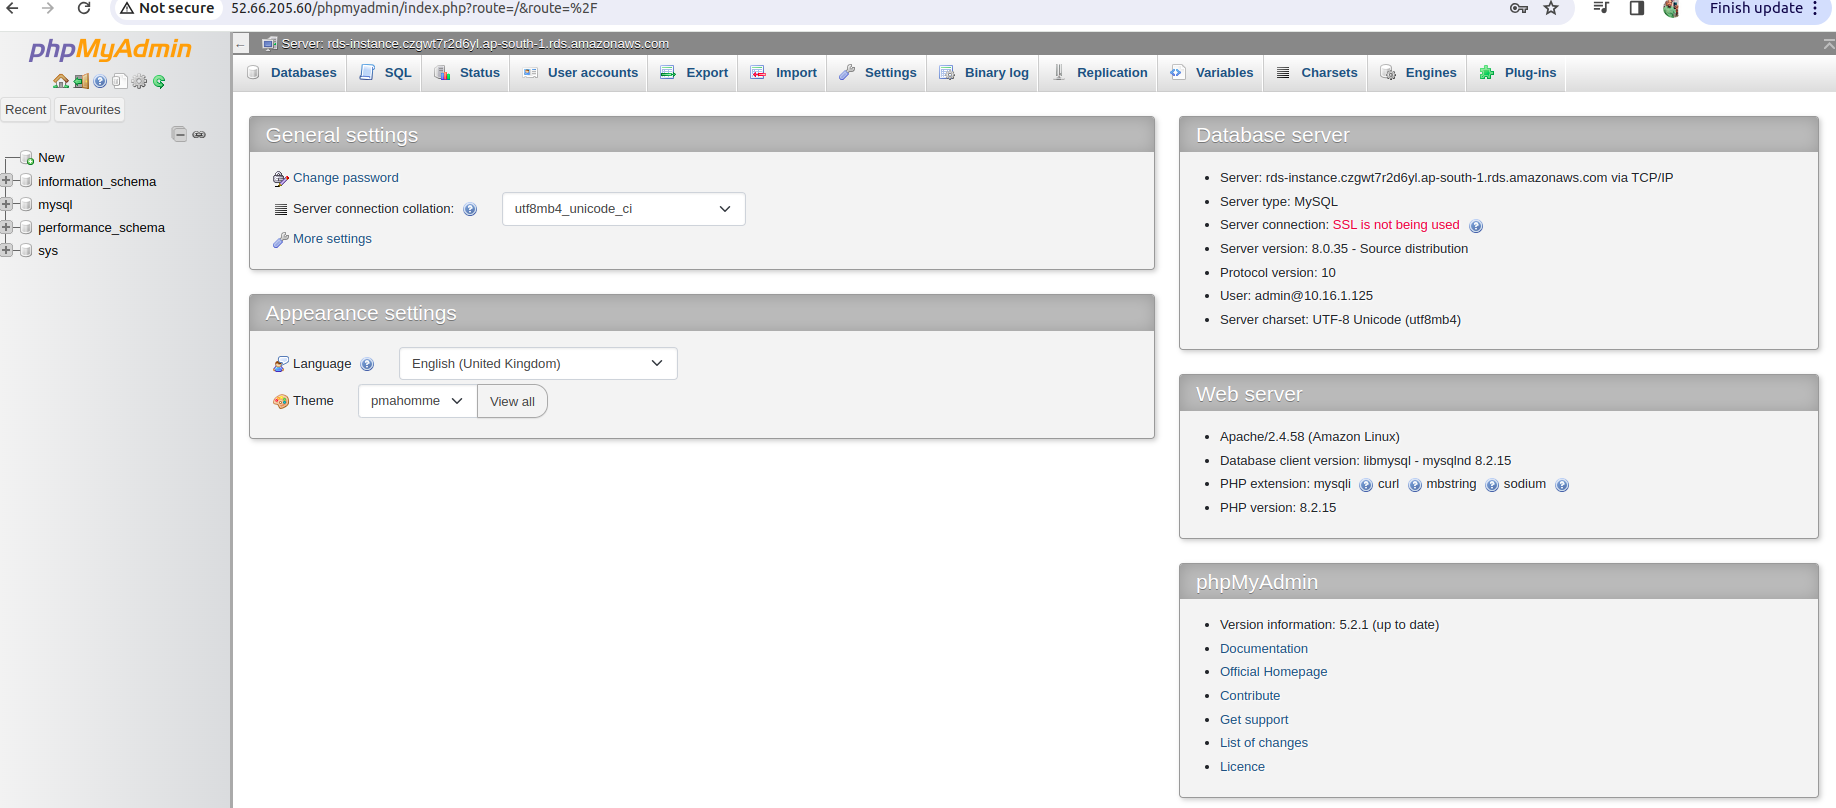 Not secure 52.66.205.60/phpmyadmin/index.php?route=/&route=%2F Finish update
phpMyAdmin
Recent Favourites
New
information_schema
mysql
performance_schema
sys
Server: rds-instance.czgwt7r2d6yl.ap-south-1.rds.amazonaws.com
Databases SQL Status User accounts Export Import Settings Binary log Replication Variables Charsets Engines Plug-ins
General settings
Change password
Server connection collation: utf8mb4_unicode_ci
More settings
Appearance settings
Language English (United Kingdom)
Theme pmahomme View all
Database server
Server: rds-instance.czgwt7r2d6yl.ap-south-1.rds.amazonaws.com via TCP/IP
Server type: MySQL
Server connection: SSL is not being used
Server version: 8.0.35 - Source distribution
Protocol version: 10
User: admin@10.16.1.125
Server charset: UTF-8 Unicode (utf8mb4)
Web server
Apache/2.4.58 (Amazon Linux)
Database client version: libmysql - mysqlnd 8.2.15
PHP extension: mysqli curl mbstring sodium
PHP version: 8.2.15
phpMyAdmin
Version information: 5.2.1 (up to date)
Documentation
Official Homepage
Contribute
Get support
List of changes
Licence